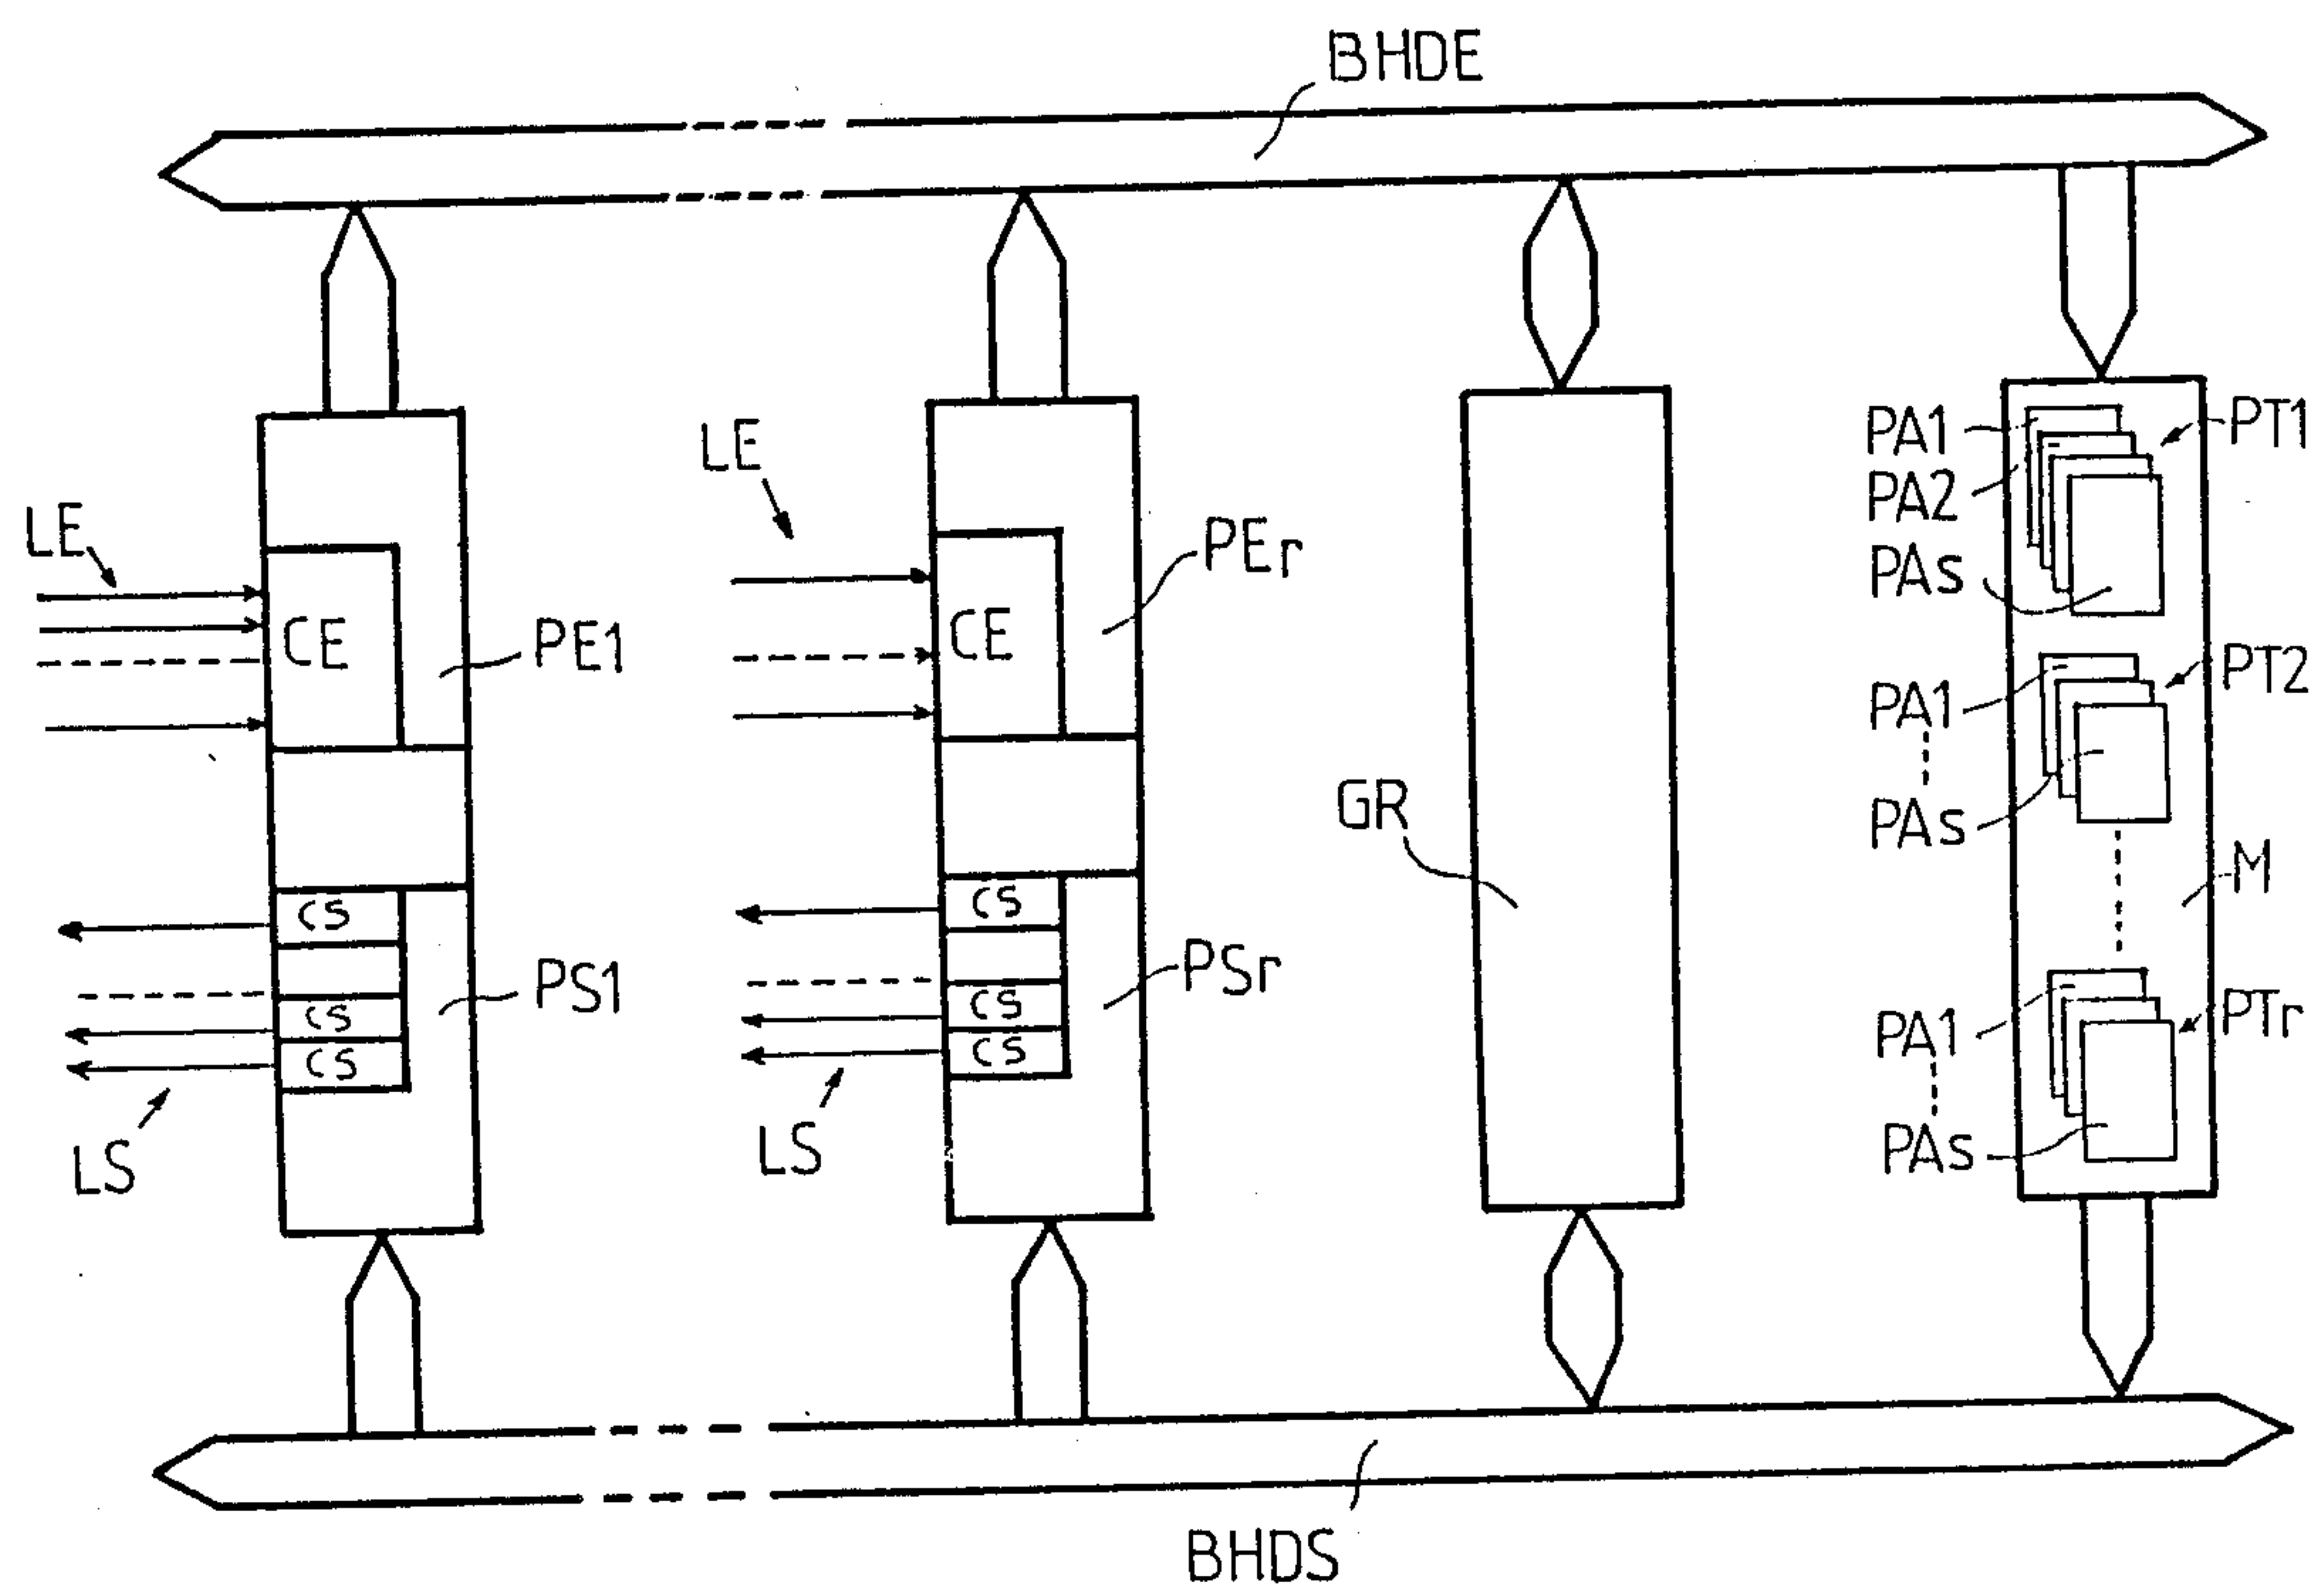 BHDE
LE
CE
PE1
CS
CS
CS
PS1
LS
LE
CE
PEr
CS
CS
CS
PSr
LS
GR
PA1
PA2
PAs
PT1
PA1
PAs
PT2
M
PA1
PAs
PTr
BHDS